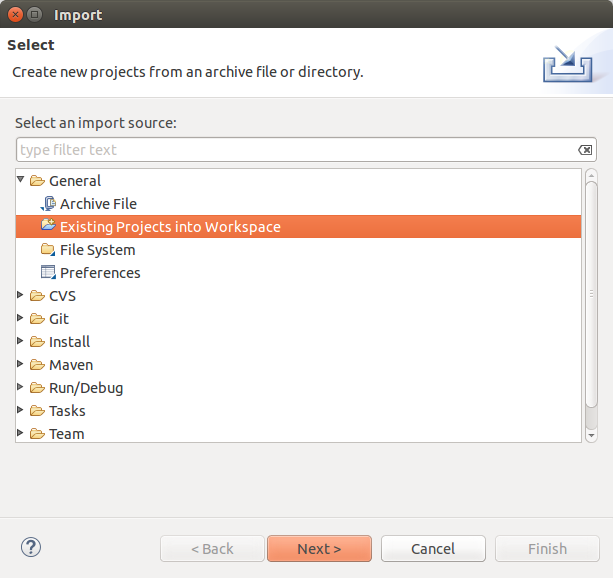 Import
Select
Create new projects from an archive file or directory.
Select an import source:
type filter text
General
Archive File
Existing Projects into Workspace
File System
Preferences
CVS
Git
Install
Maven
Run/Debug
Tasks
Team
?
< Back
Next >
Cancel
Finish